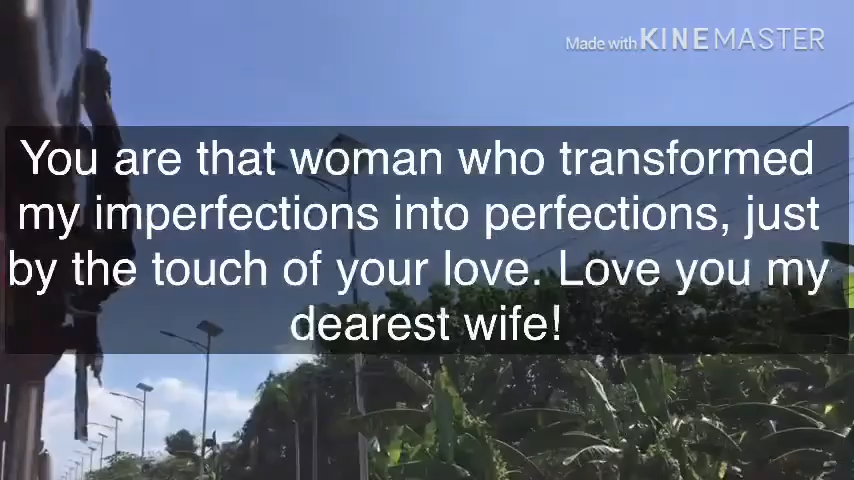 Made with KINEMASTER
You are that woman who transformed
my imperfections into perfections, just
by the touch of your love. Love you my
dearest wife!